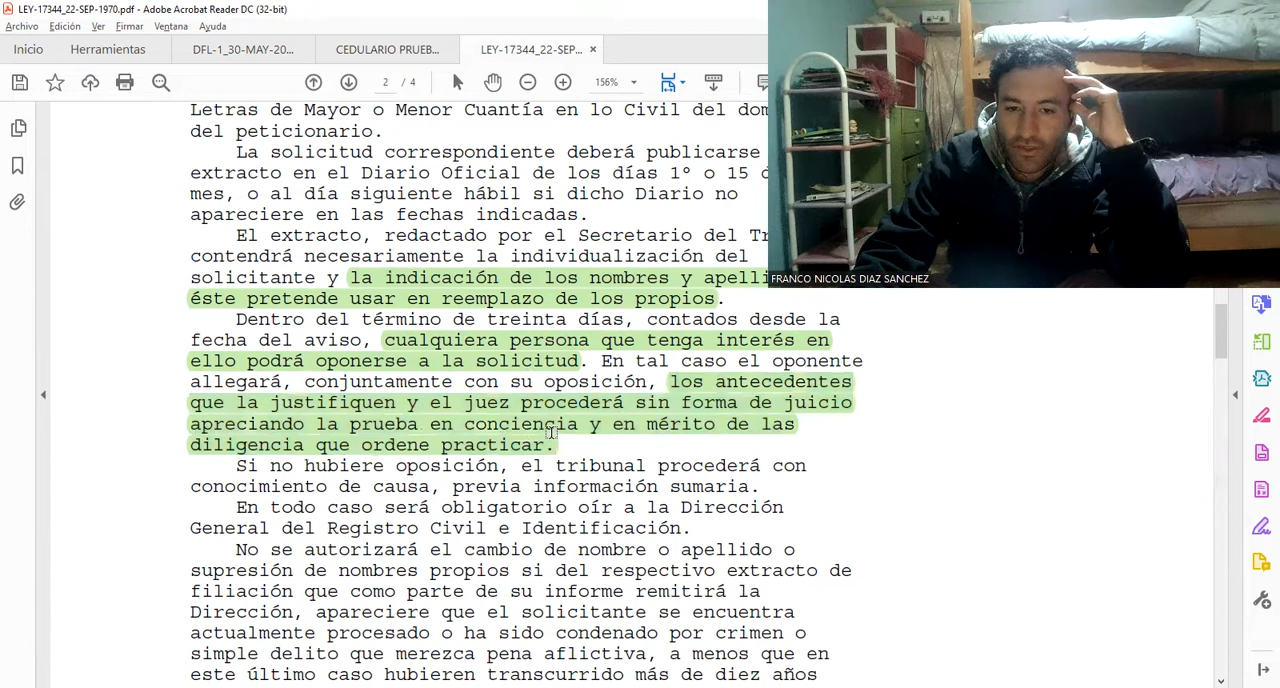 LEY-17344_22-SEP-1970.pdf - Adobe Acrobat Reader DC (32-bit)
Archivo Edición Ver Firmar Ventana Ayuda
Inicio Herramientas DFL-1_30-MAY-20... CEDULARIO PRUEB... LEY-17344_22-SEP... ×
2 / 4 156%
Letras de Mayor o Menor Cuantía en lo Civil del dom
del peticionario.
La solicitud correspondiente deberá publicarse
extracto en el Diario Oficial de los días 1º o 15 d
mes, o al día siguiente hábil si dicho Diario no
apareciere en las fechas indicadas.
El extracto, redactado por el Secretario del Tr
contendrá necesariamente la individualización del
solicitante y la indicación de los nombres y apelli
éste pretende usar en reemplazo de los propios.
Dentro del término de treinta días, contados desde la
fecha del aviso, cualquiera persona que tenga interés en
ello podrá oponerse a la solicitud. En tal caso el oponente
allegará, conjuntamente con su oposición, los antecedentes
que la justifiquen y el juez procederá sin forma de juicio
apreciando la prueba en conciencia y en mérito de las
diligencia que ordene practicar.
Si no hubiere oposición, el tribunal procederá con
conocimiento de causa, previa información sumaria.
En todo caso será obligatorio oír a la Dirección
General del Registro Civil e Identificación.
No se autorizará el cambio de nombre o apellido o
supresión de nombres propios si del respectivo extracto de
filiación que como parte de su informe remitirá la
Dirección, apareciere que el solicitante se encuentra
actualmente procesado o ha sido condenado por crimen o
simple delito que merezca pena aflictiva, a menos que en
este último caso hubieren transcurrido más de diez años
FRANCO NICOLAS DIAZ SANCHEZ